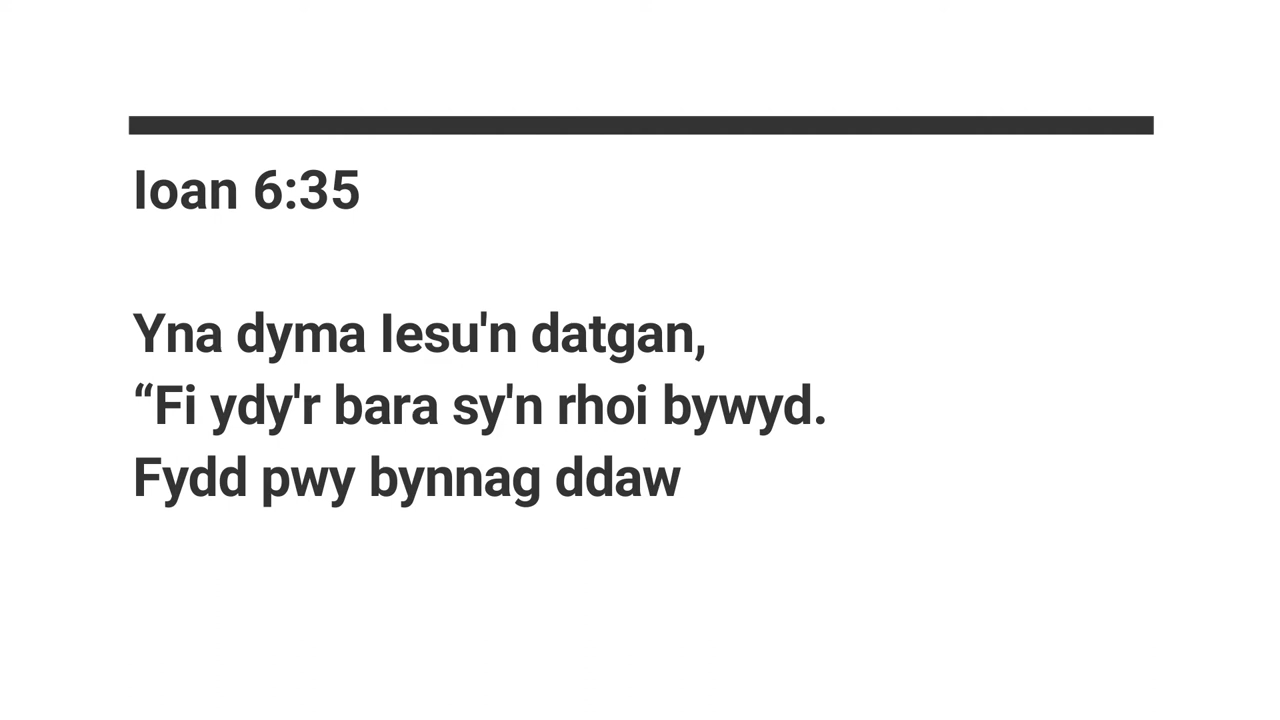 Ioan 6:35
Yna dyma Iesu'n datgan,
“Fi ydy'r bara sy'n rhoi bywyd.
Fydd pwy bynnag ddaw